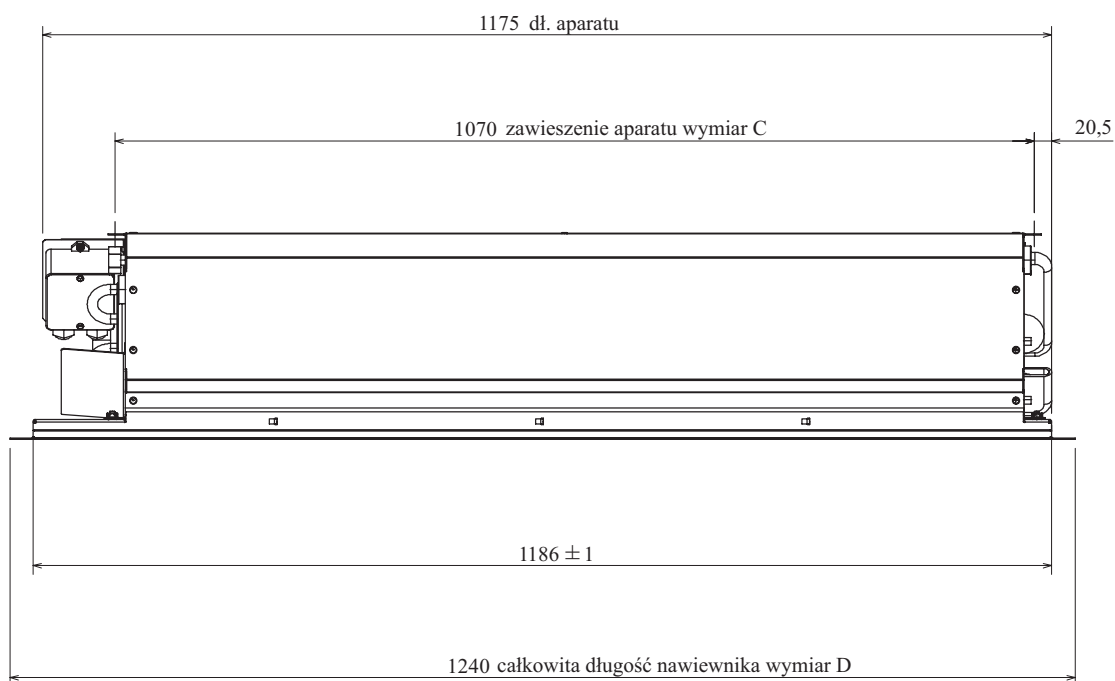 1175 dł. aparatu
1070 zawieszenie aparatu wymiar C
20,5
1186 ± 1
1240 całkowita długość nawiewnika wymiar D